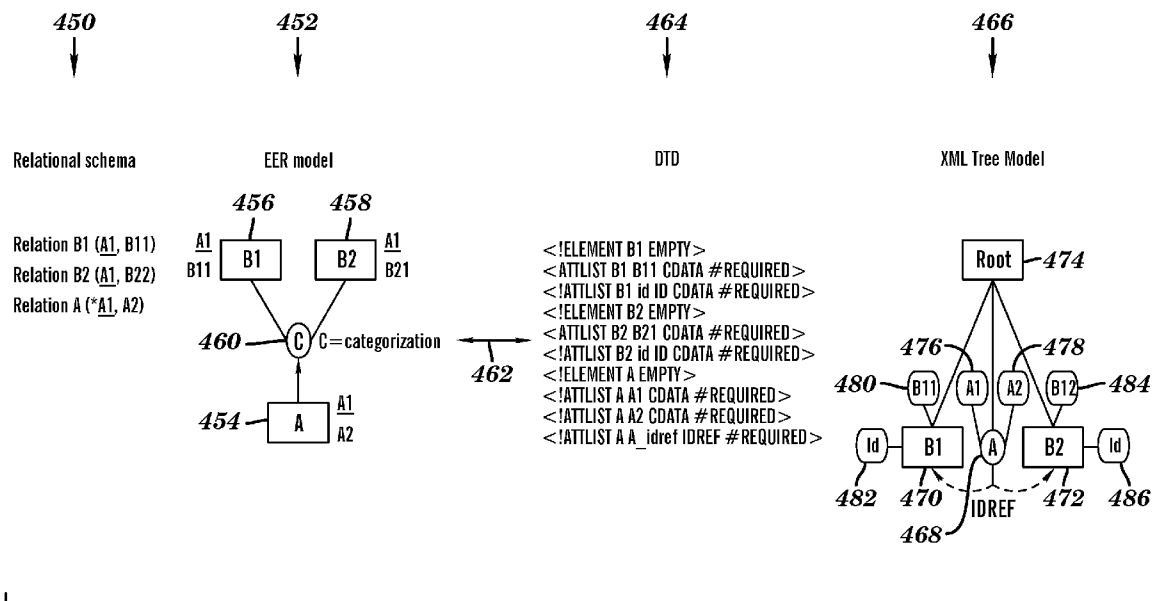 450
452
464
466
Relational schema
EER model
DTD
XML Tree Model
456
458
Relation B1 (A1, B11)
Relation B2 (A1, B22)
Relation A (*A1, A2)
A1
B11
B1
B2
A1
B21
460
C
C=categorization
462
454
A
A1
A2
<!ELEMENT B1 EMPTY>
<ATTLIST B1 B11 CDATA #REQUIRED>
<!ATTLIST B1 id ID CDATA #REQUIRED>
<!ELEMENT B2 EMPTY>
<ATTLIST B2 B21 CDATA #REQUIRED>
<!ATTLIST B2 id ID CDATA #REQUIRED>
<!ELEMENT A EMPTY>
<!ATTLIST A A1 CDATA #REQUIRED>
<!ATTLIST A A2 CDATA #REQUIRED>
<!ATTLIST A A_idref IDREF #REQUIRED>
Root
474
476
478
480
B11
A1
A2
B12
484
Id
B1
A
B2
Id
482
470
472
486
IDREF
468